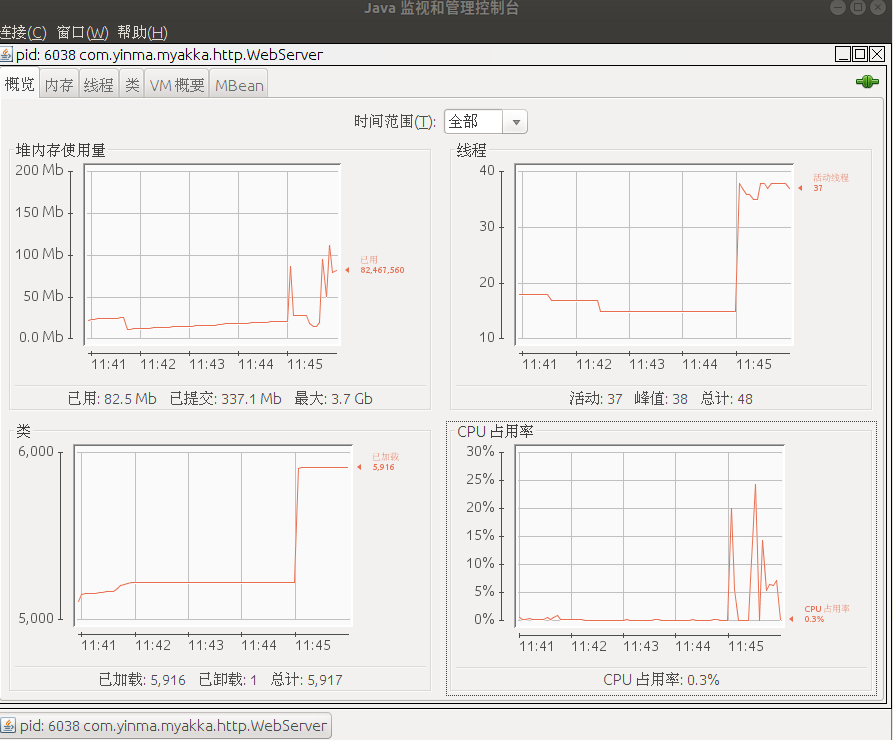 Java 监视和管理控制台
连接(C) 窗口(W) 帮助(H)
pid: 6038 com.yinma.myakka.http.WebServer
概览 内存 线程 类 VM 概要 MBean
时间范围(T): 全部
堆内存使用量
200 Mb
150 Mb
100 Mb
50 Mb
0.0 Mb
已用
82,467,560
11:41 11:42 11:43 11:44 11:45
已用: 82.5 Mb 已提交: 337.1 Mb 最大: 3.7 Gb
线程
40
30
20
10
活动线程
37
11:41 11:42 11:43 11:44 11:45
活动: 37 峰值: 38 总计: 48
类
6,000
5,000
已加载
5,916
11:41 11:42 11:43 11:44 11:45
已加载: 5,916 已卸载: 1 总计: 5,917
CPU 占用率
30%
25%
20%
15%
10%
5%
0%
CPU 占用率
0.3%
11:41 11:42 11:43 11:44 11:45
CPU 占用率: 0.3%
pid: 6038 com.yinma.myakka.http.WebServer